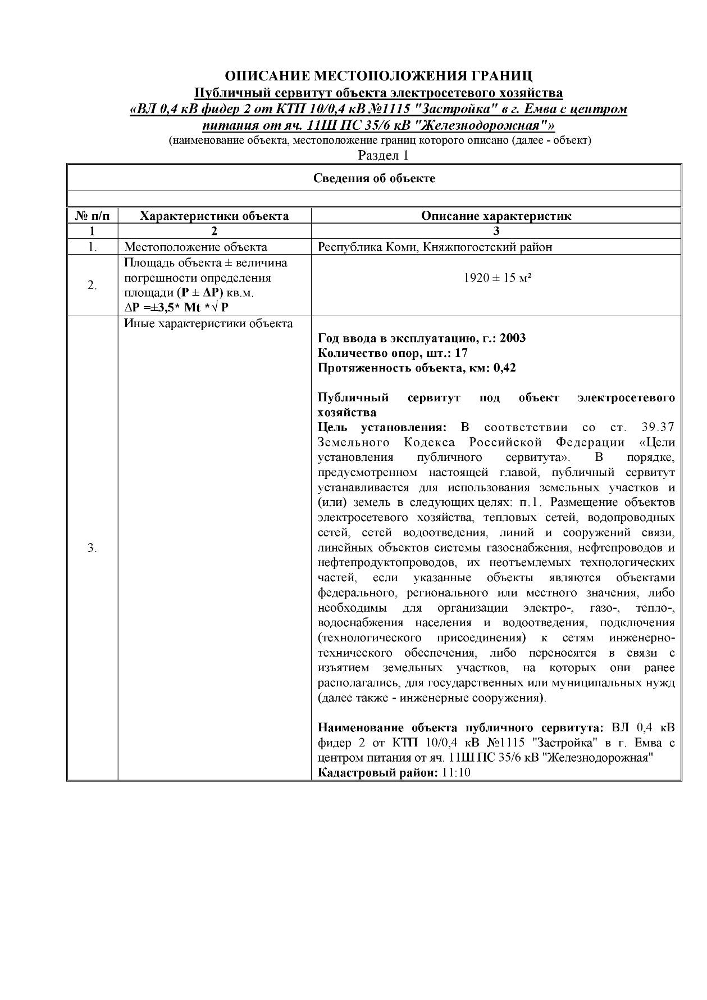 ОПИСАНИЕ МЕСТОПОЛОЖЕНИЯ ГРАНИЦ
Публичный сервитут объекта электросетевого хозяйства
«ВЛ 0,4 кВ фидер 2 от КТП 10/0,4 кВ №1115 "Застройка" в г. Емва с центром
питания от яч. 11Ш ПС 35/6 кВ "Железнодорожная"»
(наименование объекта, местоположение границ которого описано (далее - объект)
Раздел 1
Сведения об объекте
№ п/п Характеристики объекта Описание характеристик
1 2 3
1. Местоположение объекта Республика Коми, Княжпогостский район
2. Площадь объекта ± величина
погрешности определения
площади (P ± ΔP) кв.м.
ΔP =±3,5* Mt *√ P
1920 ± 15 м²
3. Иные характеристики объекта
Год ввода в эксплуатацию, г.: 2003
Количество опор, шт.: 17
Протяженность объекта, км: 0,42
Публичный сервитут под объект электросетевого
хозяйства
Цель установления: В соответствии со ст. 39.37
Земельного Кодекса Российской Федерации «Цели
установления публичного сервитута». В порядке,
предусмотренном настоящей главой, публичный сервитут
устанавливается для использования земельных участков и
(или) земель в следующих целях: п.1. Размещение объектов
электросетевого хозяйства, тепловых сетей, водопроводных
сетей, сетей водоотведения, линий и сооружений связи,
линейных объектов системы газоснабжения, нефтепроводов и
нефтепродуктопроводов, их неотъемлемых технологических
частей, если указанные объекты являются объектами
федерального, регионального или местного значения, либо
необходимы для организации электро-, газо-, тепло-,
водоснабжения населения и водоотведения, подключения
(технологического присоединения) к сетям инженерно-
технического обеспечения, либо переносятся в связи с
изъятием земельных участков, на которых они ранее
располагались, для государственных или муниципальных нужд
(далее также - инженерные сооружения).
Наименование объекта публичного сервитута: ВЛ 0,4 кВ
фидер 2 от КТП 10/0,4 кВ №1115 "Застройка" в г. Емва с
центром питания от яч. 11Ш ПС 35/6 кВ "Железнодорожная"
Кадастровый район: 11:10